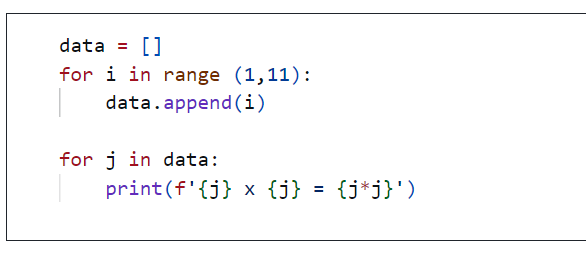 data = []
for i in range (1,11):
    data.append(i)

for j in data:
    print(f'{j} x {j} = {j*j}')